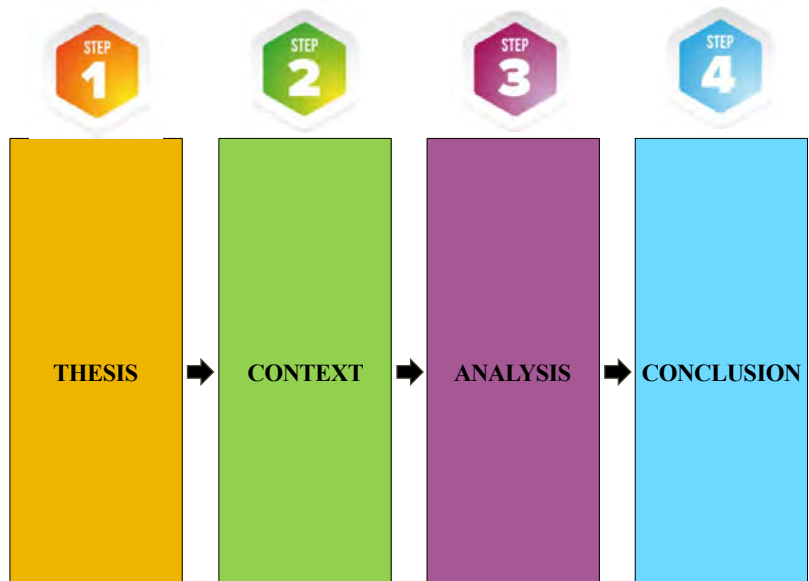 STEP
1
STEP
2
STEP
3
STEP
4
THESIS
CONTEXT
ANALYSIS
CONCLUSION